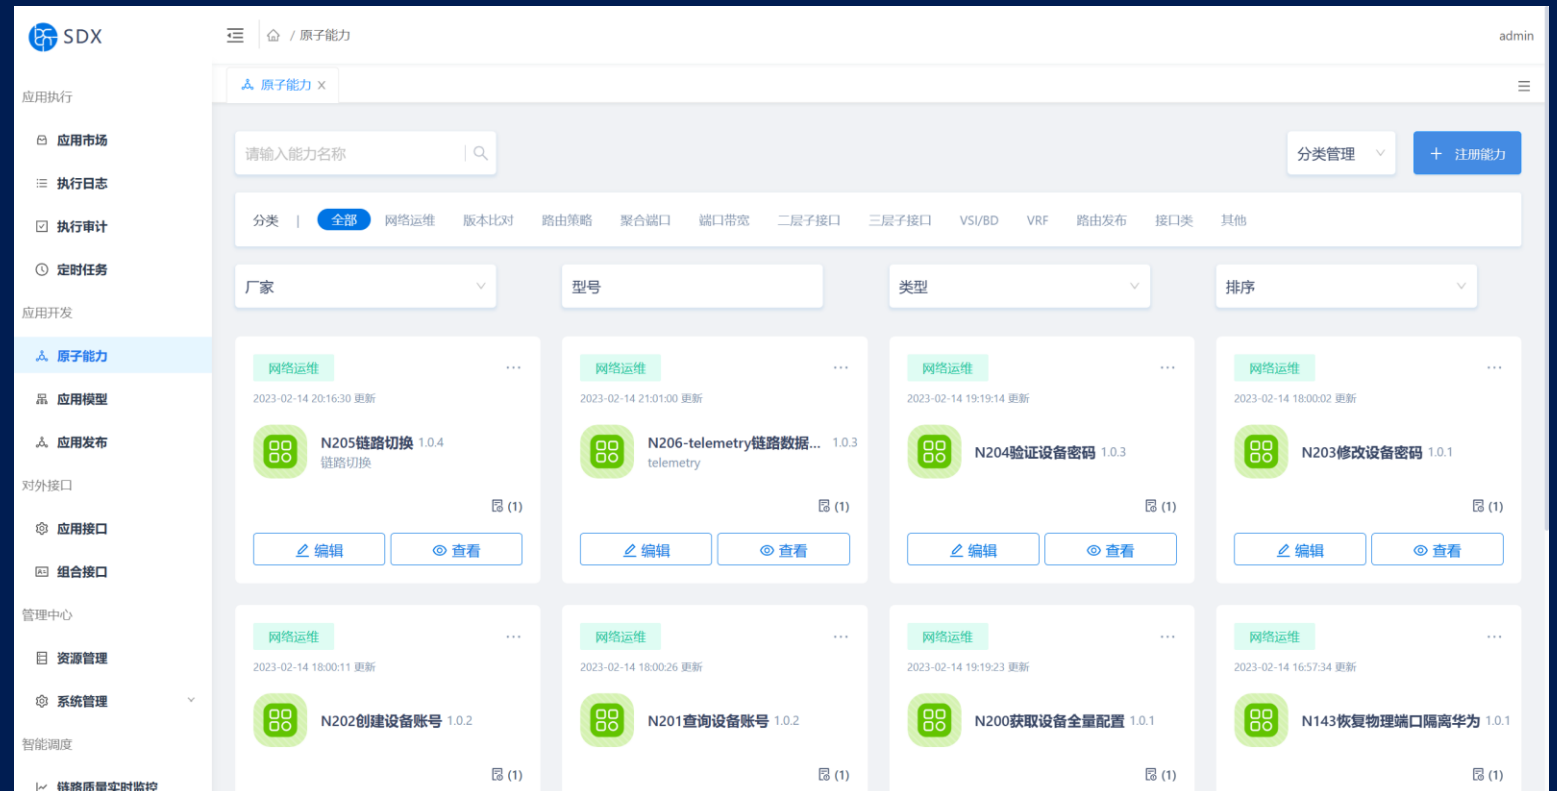 SDX
/ 原子能力
admin
原子能力 X
应用执行
应用市场
执行日志
执行审计
定时任务
应用开发
原子能力
应用模型
应用发布
对外接口
应用接口
组合接口
管理中心
资源管理
系统管理
智能调度
链路质量实时监控
请输入能力名称
分类管理
+ 注册能力
分类 | 全部 网络运维 版本比对 路由策略 聚合端口 端口带宽 二层子接口 三层子接口 VSI/BD VRF 路由发布 接口类 其他
厂家 型号 类型 排序
网络运维 ...
2023-02-14 20:16:30 更新
N205链路切换 1.0.4
链路切换
(1)
编辑 查看
网络运维 ...
2023-02-14 21:01:00 更新
N206-telemetry链路数据... 1.0.3
telemetry
(1)
编辑 查看
网络运维 ...
2023-02-14 19:19:14 更新
N204验证设备密码 1.0.3
(1)
编辑 查看
网络运维 ...
2023-02-14 18:00:02 更新
N203修改设备密码 1.0.1
(1)
编辑 查看
网络运维 ...
2023-02-14 18:00:11 更新
N202创建设备账号 1.0.2
(1)
网络运维 ...
2023-02-14 18:00:26 更新
N201查询设备账号 1.0.2
(1)
网络运维 ...
2023-02-14 19:19:23 更新
N200获取设备全量配置 1.0.1
(1)
网络运维 ...
2023-02-14 16:57:34 更新
N143恢复物理端口隔离华为 1.0.1
(1)